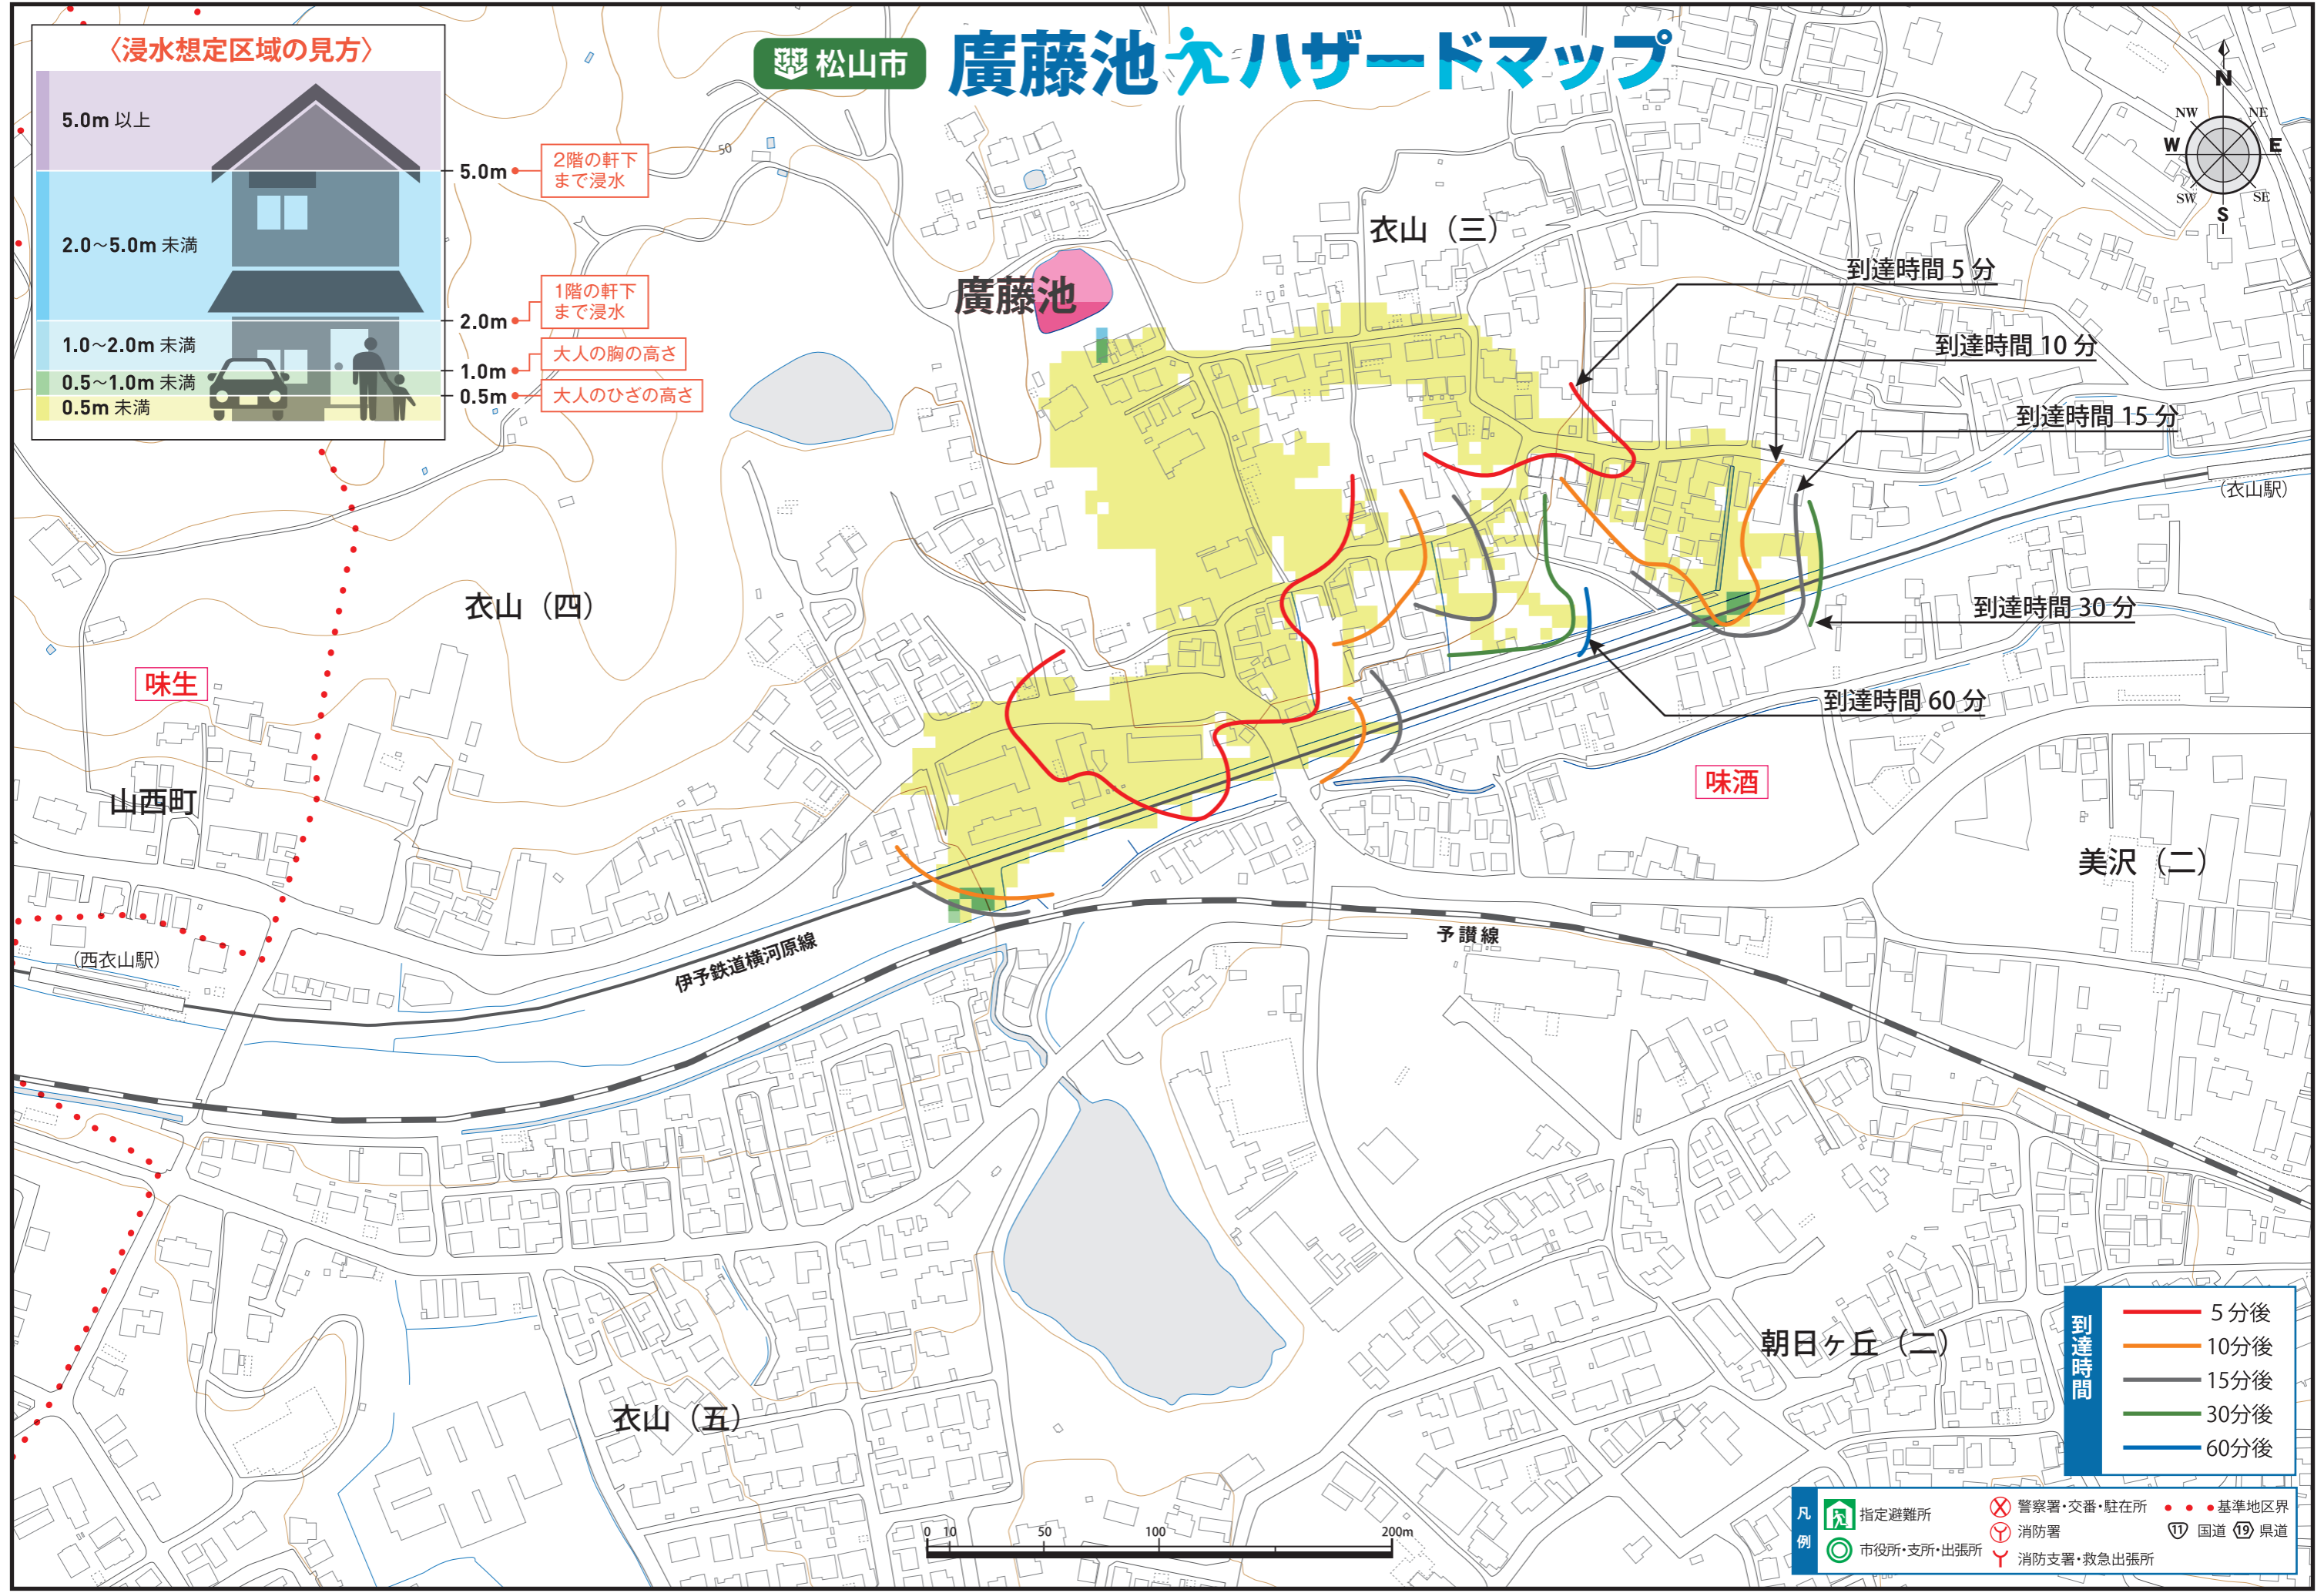 松山市 廣藤池ハザードマップ
〈浸水想定区域の見方〉
5.0m 以上
2.0〜5.0m 未満
1.0〜2.0m 未満
0.5〜1.0m 未満
0.5m 未満
5.0m
2階の軒下
まで浸水
2.0m
1階の軒下
まで浸水
1.0m
大人の胸の高さ
0.5m
大人のひざの高さ
50
N
NE
E
SE
S
SW
W
NW
廣藤池
衣山（三）
到達時間 5 分
到達時間 10 分
到達時間 15 分
（衣山駅）
到達時間 30 分
到達時間 60 分
衣山（四）
味生
山西町
味酒
美沢（二）
（西衣山駅）
伊予鉄道横河原線
予讃線
朝日ヶ丘（二）
衣山（五）
到達時間
5 分後
10分後
15分後
30分後
60分後
0 10 50 100 200m
凡例
指定避難所
市役所・支所・出張所
警察署・交番・駐在所
消防署
消防支署・救急出張所
基準地区界
11 国道 19 県道